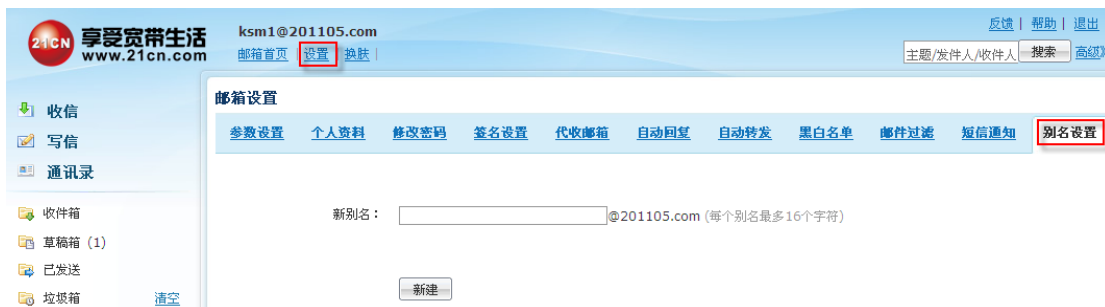 21CN 享受宽带生活
www.21cn.com
ksm1@201105.com
邮箱首页 | 设置 | 换肤 |
反馈 | 帮助 | 退出
主题/发件人/收件人 搜索 高级
收信
写信
通讯录
收件箱
草稿箱 (1)
已发送
垃圾箱 清空
邮箱设置
参数设置 个人资料 修改密码 签名设置 代收邮箱 自动回复 自动转发 黑白名单 邮件过滤 短信通知 别名设置
新别名： @201105.com (每个别名最多16个字符)
新建